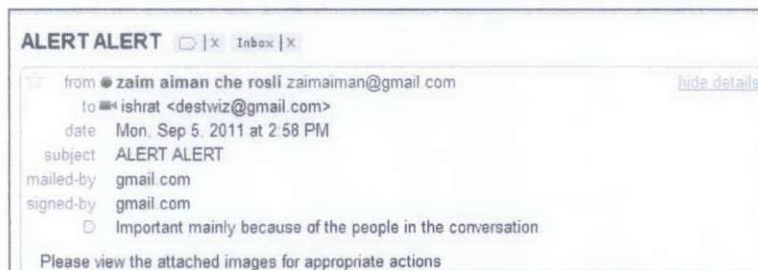 ALERT ALERT | X Inbox | X
from zaim aiman che rosli zaimaiman@gmail.com hide details
to ishrat <destwiz@gmail.com>
date Mon, Sep 5, 2011 at 2:58 PM
subject ALERT ALERT
mailed-by gmail.com
signed-by gmail.com
Important mainly because of the people in the conversation.
Please view the attached images for appropriate actions